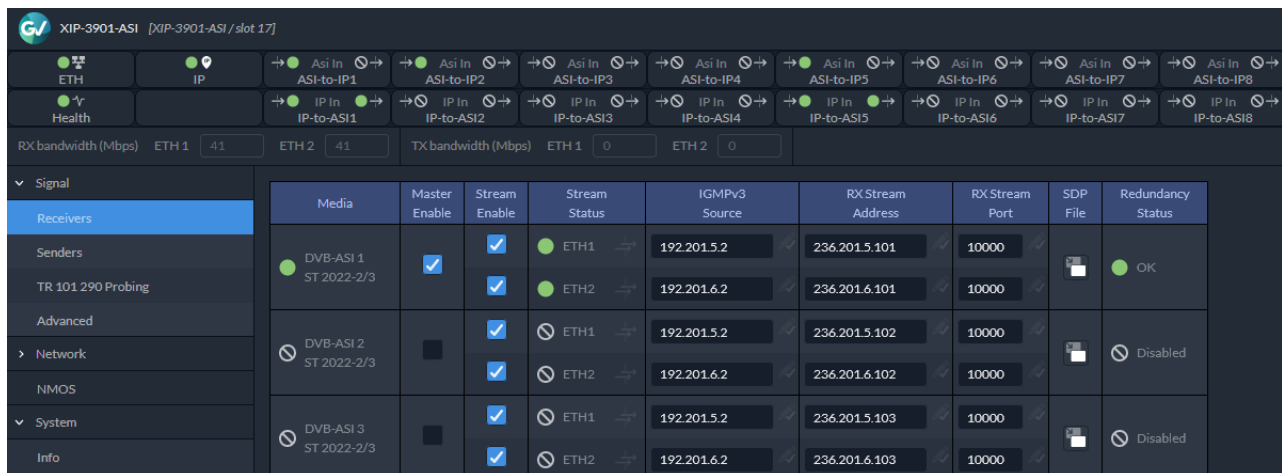 GV XIP-3901-ASI [XIP-3901-ASI / slot 17]
ETH IP Asi In Asi In Asi In Asi In Asi In Asi In Asi In Asi In
ASI-to-IP1 ASI-to-IP2 ASI-to-IP3 ASI-to-IP4 ASI-to-IP5 ASI-to-IP6 ASI-to-IP7 ASI-to-IP8
Health IP In IP In IP In IP In IP In IP In IP In IP In
IP-to-ASI1 IP-to-ASI2 IP-to-ASI3 IP-to-ASI4 IP-to-ASI5 IP-to-ASI6 IP-to-ASI7 IP-to-ASI8
RX bandwidth (Mbps) ETH 1 41 ETH 2 41 TX bandwidth (Mbps) ETH 1 0 ETH 2 0
Signal
Receivers
Senders
TR 101 290 Probing
Advanced
Network
NMOS
System
Info
Media Master Enable Stream Enable Stream Status IGMPv3 Source RX Stream Address RX Stream Port SDP File Redundancy Status
DVB-ASI 1 ST 2022-2/3 ETH1 192.201.5.2 236.201.5.101 10000 OK
ETH2 192.201.6.2 236.201.6.101 10000
DVB-ASI 2 ST 2022-2/3 ETH1 192.201.5.2 236.201.5.102 10000 Disabled
ETH2 192.201.6.2 236.201.6.102 10000
DVB-ASI 3 ST 2022-2/3 ETH1 192.201.5.2 236.201.5.103 10000 Disabled
ETH2 192.201.6.2 236.201.6.103 10000